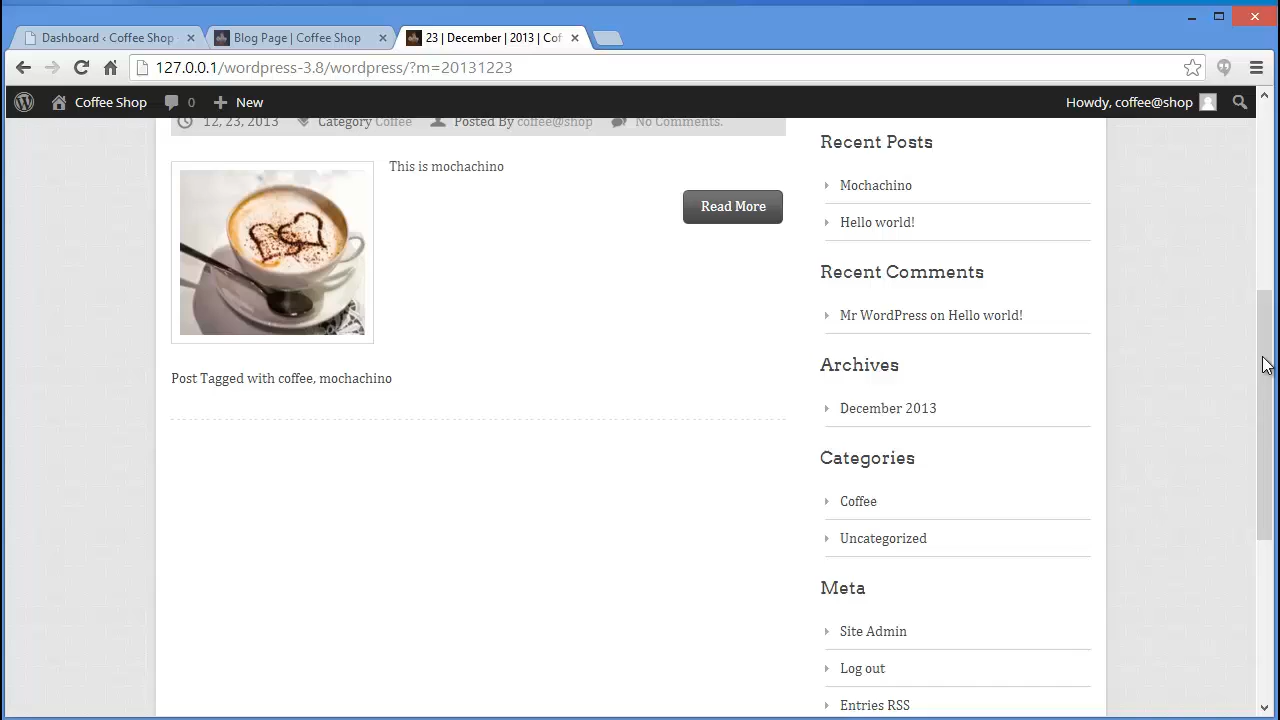 Dashboard ‹ Coffee Shop
Blog Page | Coffee Shop
23 | December | 2013 | Cof
127.0.0.1/wordpress-3.8/wordpress/?m=20131223
Coffee Shop
0
New
Howdy, coffee@shop
12, 23, 2013
Category Coffee
Posted By coffee@shop
No Comments.
This is mochachino
Read More
Post Tagged with coffee, mochachino
Recent Posts
Mochachino
Hello world!
Recent Comments
Mr WordPress on Hello world!
Archives
December 2013
Categories
Coffee
Uncategorized
Meta
Site Admin
Log out
Entries RSS